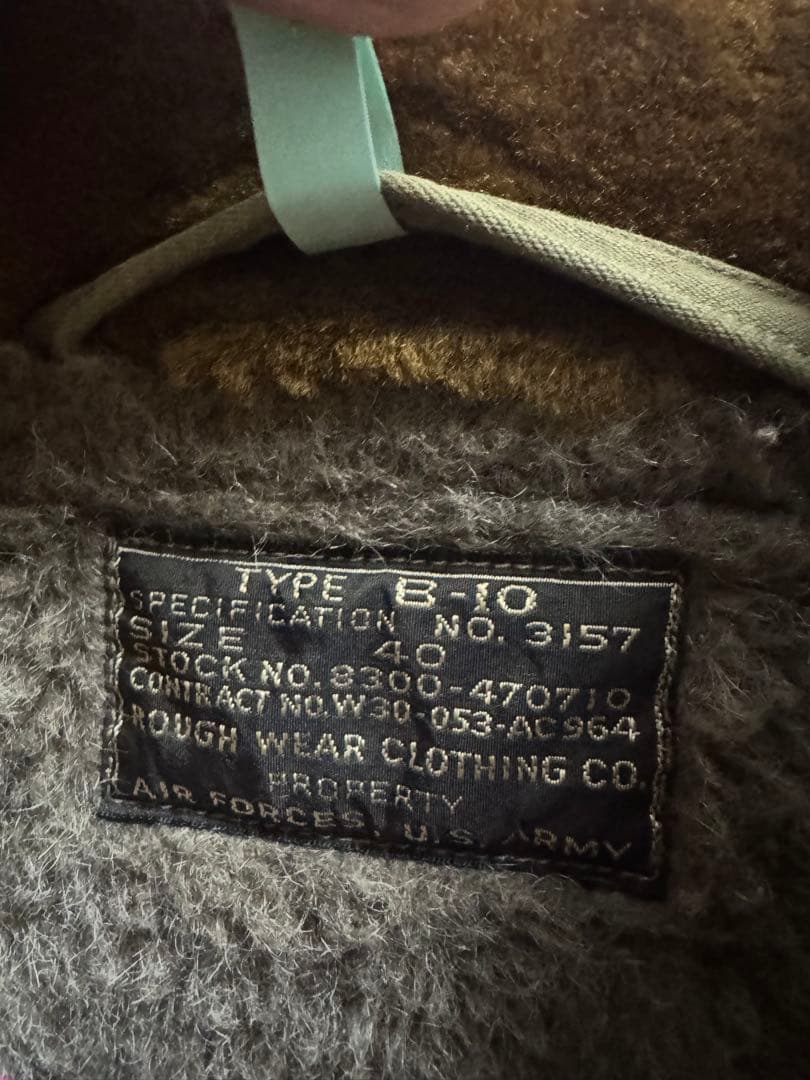 TYPE B-10
SPECIFICATION NO. 3157
SIZE 40
STOCK NO. 8300-470710
CONTRACT NO. W30-053-AC964
ROUGH WEAR CLOTHING CO.
PROPERTY
AIR FORCES, U.S. ARMY